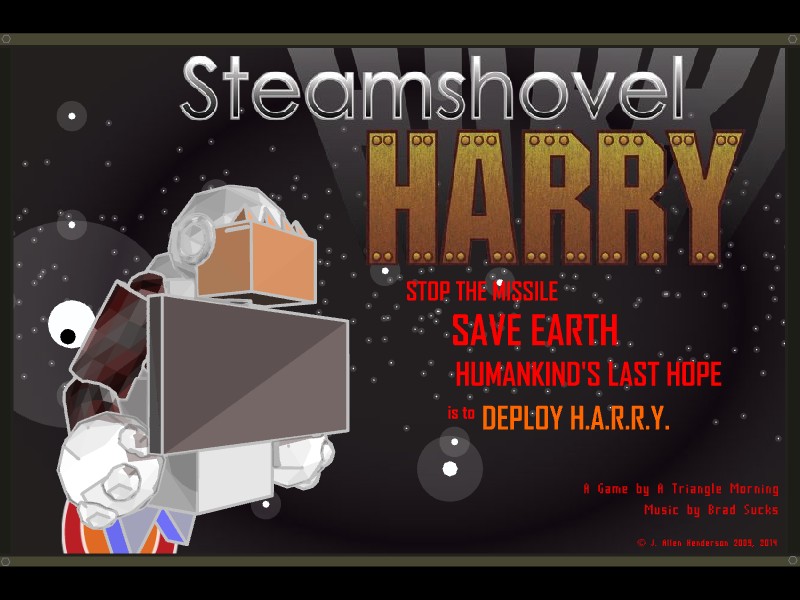 Steamshovel
HARRY
STOP THE MISSILE
SAVE EARTH
HUMANKIND'S LAST HOPE
is to DEPLOY H.A.R.R.Y.
A Game by A Triangle Morning
Music by Brad Sucks
© J. Allen Henderson 2009, 2014